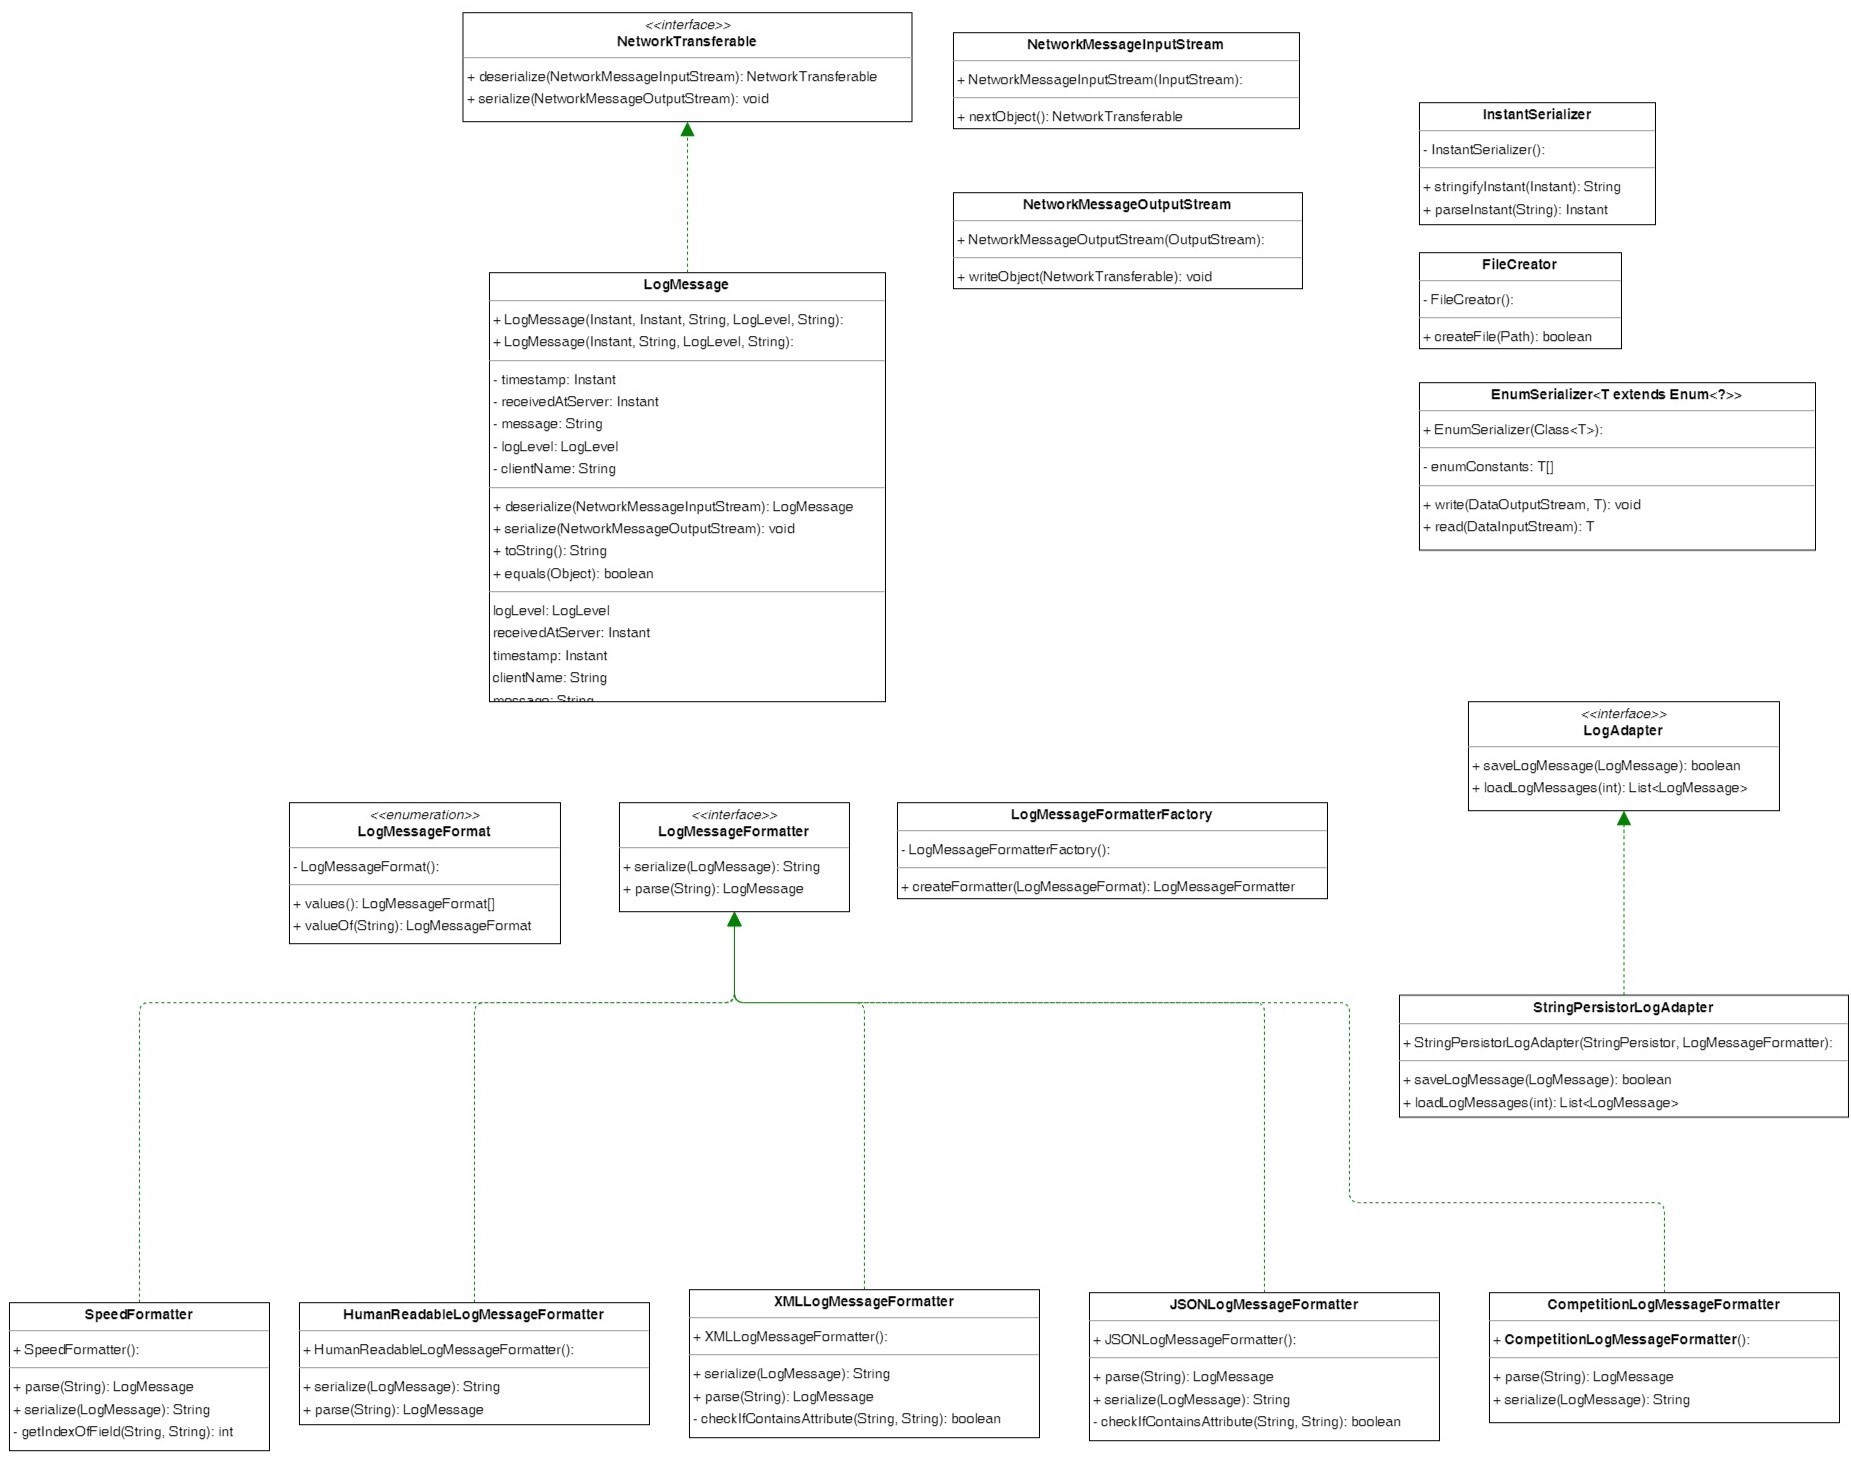 <<interface>>
NetworkTransferable
+ deserialize(NetworkMessageInputStream): NetworkTransferable
+ serialize(NetworkMessageOutputStream): void
NetworkMessageInputStream
+ NetworkMessageInputStream(InputStream):
+ nextObject(): NetworkTransferable
InstantSerializer
- InstantSerializer():
+ stringifyInstant(Instant): String
+ parseInstant(String): Instant
NetworkMessageOutputStream
+ NetworkMessageOutputStream(OutputStream):
+ writeObject(NetworkTransferable): void
FileCreator
- FileCreator():
+ createFile(Path): boolean
LogMessage
+ LogMessage(Instant, Instant, String, LogLevel, String):
+ LogMessage(Instant, String, LogLevel, String):
- timestamp: Instant
- receivedAtServer: Instant
- message: String
- logLevel: LogLevel
- clientName: String
+ deserialize(NetworkMessageInputStream): LogMessage
+ serialize(NetworkMessageOutputStream): void
+ toString(): String
+ equals(Object): boolean
logLevel: LogLevel
receivedAtServer: Instant
timestamp: Instant
clientName: String
message: String
EnumSerializer<T extends Enum<?>>
+ EnumSerializer(Class<T>):
- enumConstants: T[]
+ write(DataOutputStream, T): void
+ read(DataInputStream): T
<<interface>>
LogAdapter
+ saveLogMessage(LogMessage): boolean
+ loadLogMessages(int): List<LogMessage>
<<enumeration>>
LogMessageFormat
- LogMessageFormat():
+ values(): LogMessageFormat[]
+ valueOf(String): LogMessageFormat
<<interface>>
LogMessageFormatter
+ serialize(LogMessage): String
+ parse(String): LogMessage
LogMessageFormatterFactory
- LogMessageFormatterFactory():
+ createFormatter(LogMessageFormat): LogMessageFormatter
StringPersistorLogAdapter
+ StringPersistorLogAdapter(StringPersistor, LogMessageFormatter):
+ saveLogMessage(LogMessage): boolean
+ loadLogMessages(int): List<LogMessage>
SpeedFormatter
+ SpeedFormatter():
+ parse(String): LogMessage
+ serialize(LogMessage): String
- getIndexOfField(String, String): int
HumanReadableLogMessageFormatter
+ HumanReadableLogMessageFormatter():
+ serialize(LogMessage): String
+ parse(String): LogMessage
XMLLogMessageFormatter
+ XMLLogMessageFormatter():
+ serialize(LogMessage): String
+ parse(String): LogMessage
- checkIfContainsAttribute(String, String): boolean
JSONLogMessageFormatter
+ JSONLogMessageFormatter():
+ parse(String): LogMessage
+ serialize(LogMessage): String
- checkIfContainsAttribute(String, String): boolean
CompetitionLogMessageFormatter
+ CompetitionLogMessageFormatter():
+ parse(String): LogMessage
+ serialize(LogMessage): String